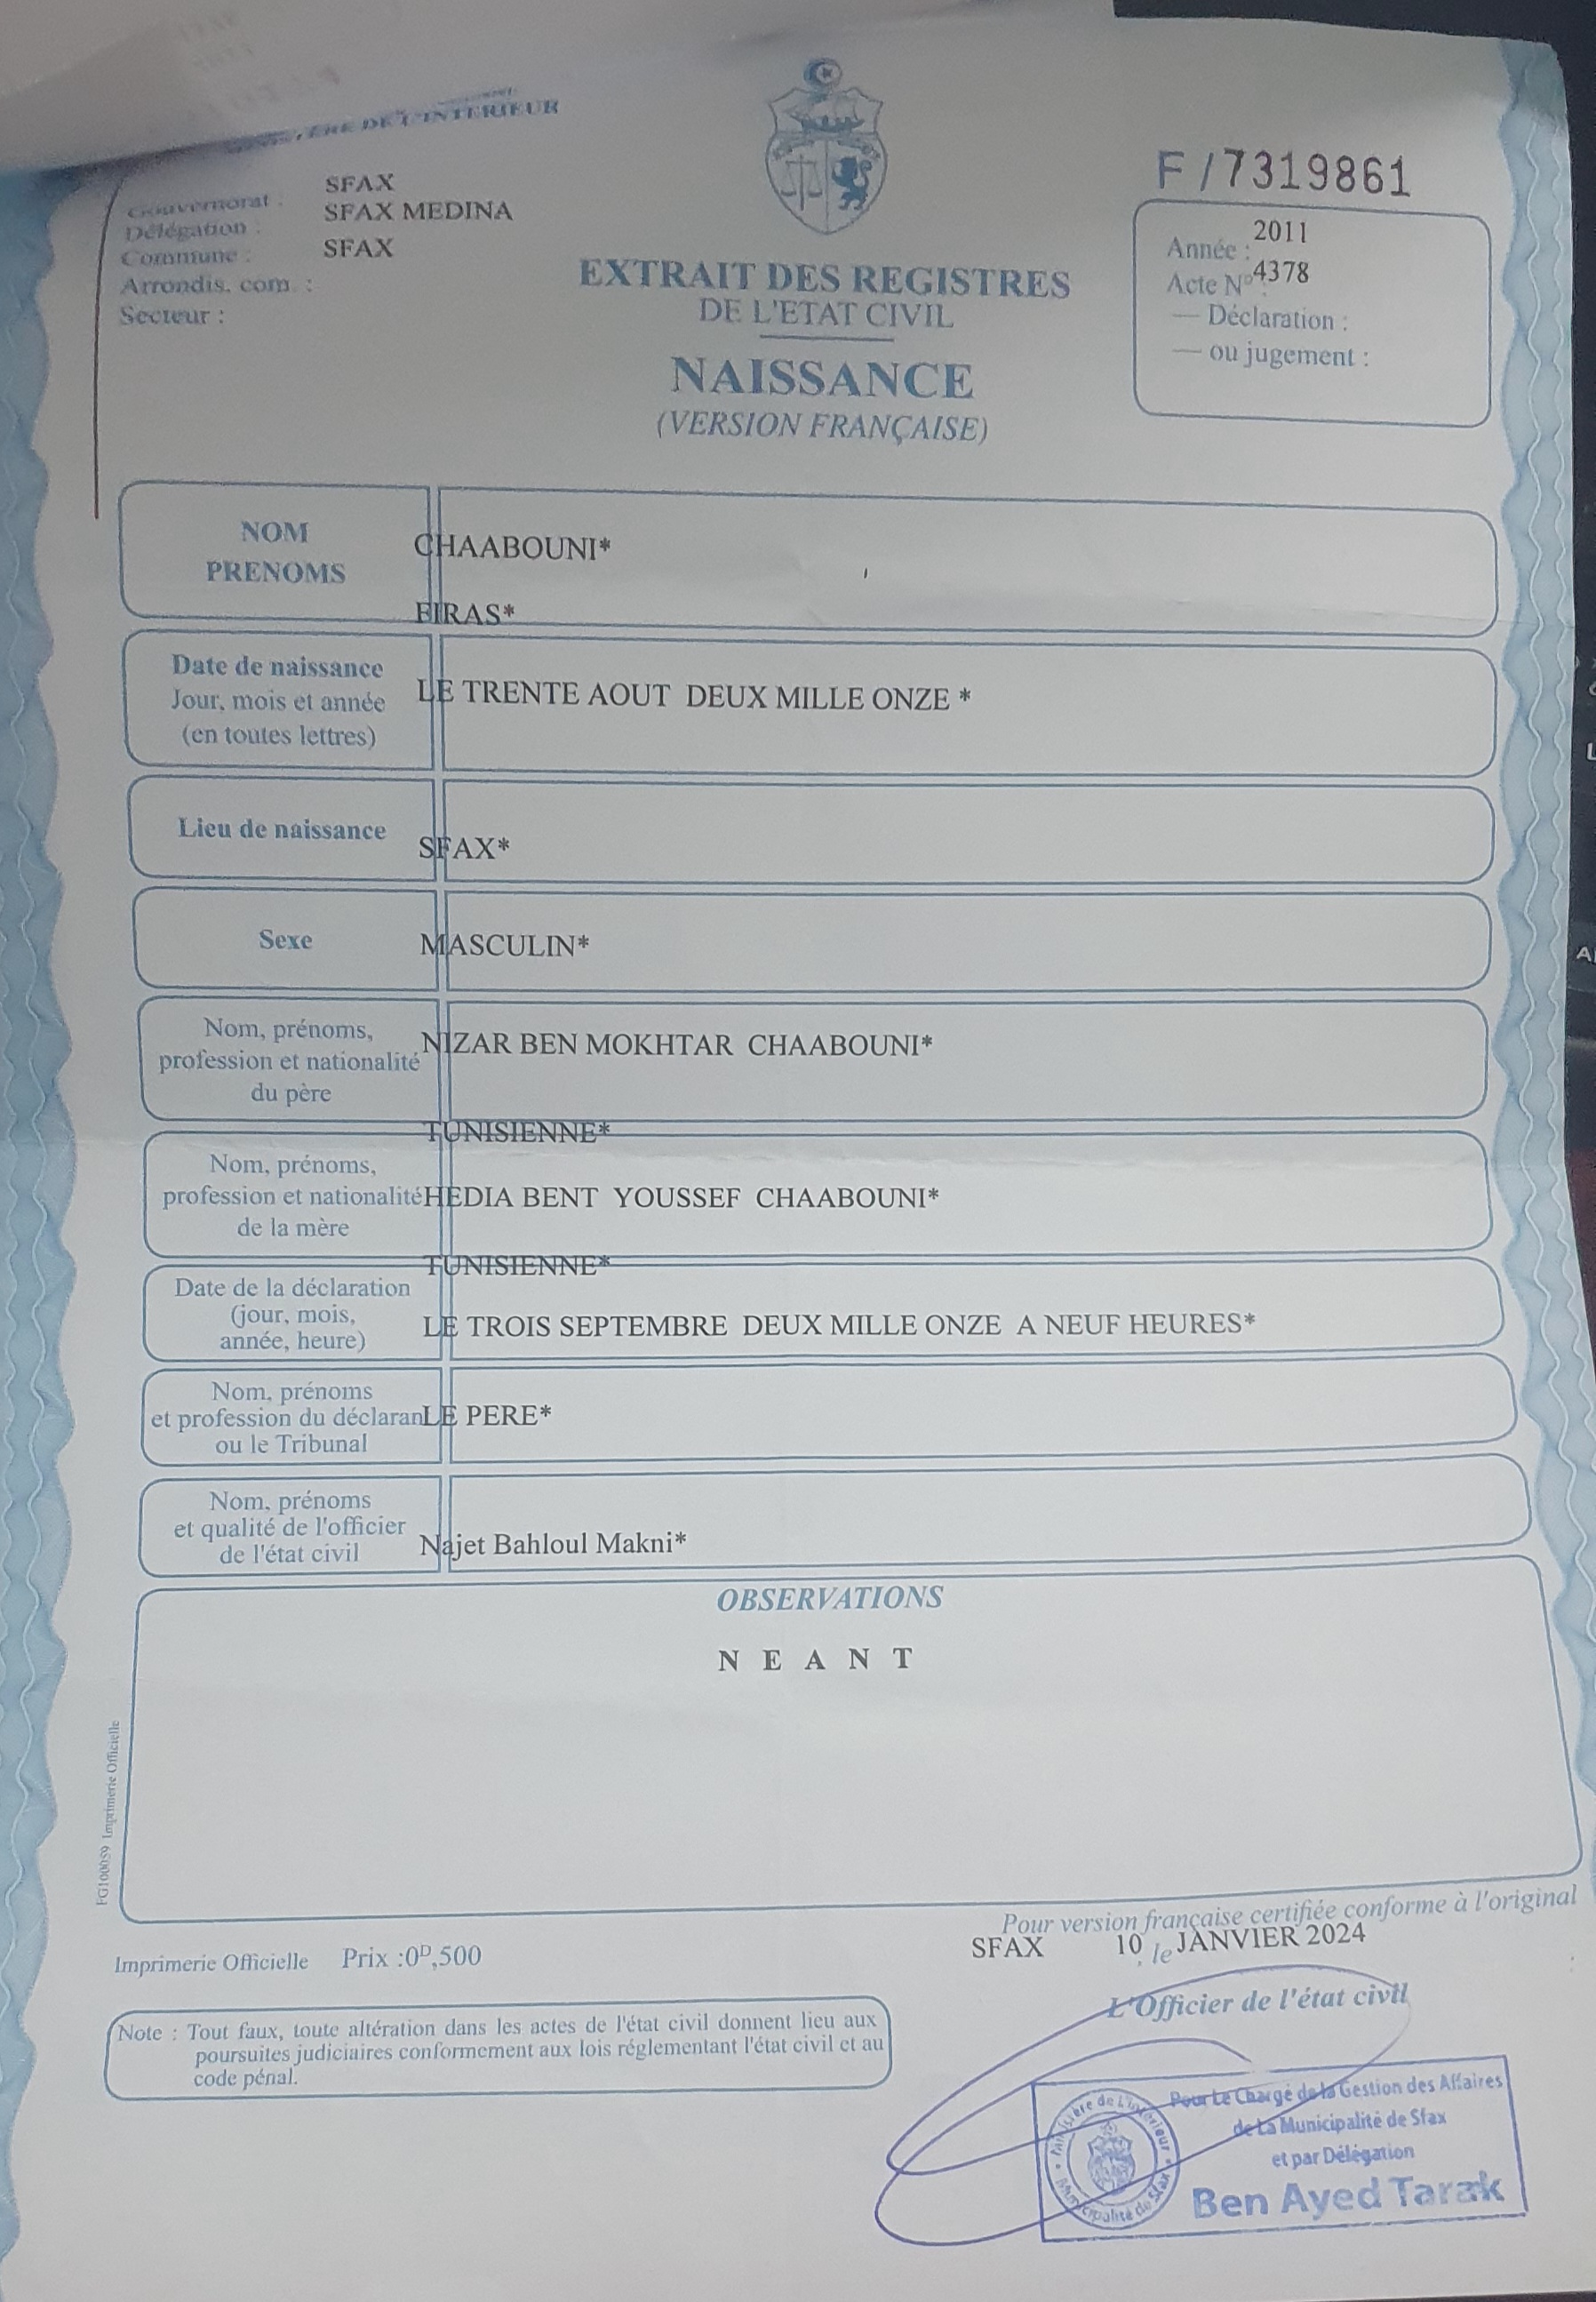 MINISTÈRE DE L'INTERIEUR
Gouvernorat : SFAX
Délégation : SFAX MEDINA
Commune : SFAX
Arrondis. com. :
Secteur :
F/7319861
Année : 2011
Acte N° : 4378
— Déclaration :
— ou jugement :
EXTRAIT DES REGISTRES
DE L'ETAT CIVIL
NAISSANCE
(VERSION FRANÇAISE)
NOM
PRENOMS
CHAABOUNI*
FIRAS*
Date de naissance
Jour, mois et année
(en toutes lettres)
LE TRENTE AOUT DEUX MILLE ONZE *
Lieu de naissance
SFAX*
Sexe
MASCULIN*
Nom, prénoms,
profession et nationalité
du père
NIZAR BEN MOKHTAR CHAABOUNI*
TUNISIENNE*
Nom, prénoms,
profession et nationalité
de la mère
HEDIA BENT YOUSSEF CHAABOUNI*
TUNISIENNE*
Date de la déclaration
(jour, mois,
année, heure)
LE TROIS SEPTEMBRE DEUX MILLE ONZE A NEUF HEURES*
Nom, prénoms
et profession du déclaran
ou le Tribunal
LE PERE*
Nom, prénoms
et qualité de l'officier
de l'état civil
Najet Bahloul Makni*
OBSERVATIONS
N E A N T
FG100059 Imprimerie Officielle
Pour version française certifiée conforme à l'original
SFAX 10 , le JANVIER 2024
Imprimerie Officielle Prix :0ᴰ,500
L'Officier de l'état civil
Note : Tout faux, toute altération dans les actes de l'état civil donnent lieu aux
poursuites judiciaires conformement aux lois réglementant l'état civil et au
code pénal.
Pour Le Chargé de la Gestion des Affaires
de La Municipalité de Sfax
et par Délégation
Ben Ayed Tarak
Ministère de L'intérieur
Municipalité de Sfax